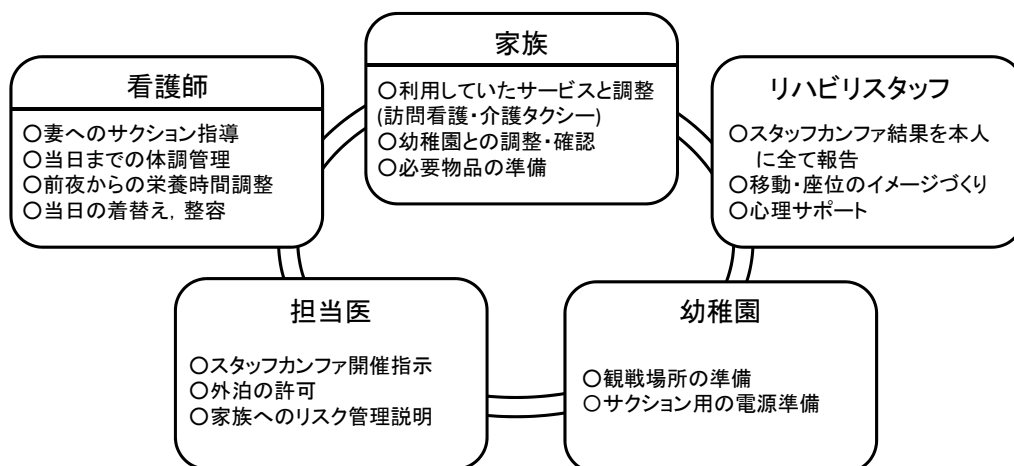 家族
○利用していたサービスと調整
(訪問看護・介護タクシー)
○幼稚園との調整・確認
○必要物品の準備
看護師
○妻へのサクション指導
○当日までの体調管理
○前夜からの栄養時間調整
○当日の着替え, 整容
リハビリスタッフ
○スタッフカンファ結果を本人
に全て報告
○移動・座位のイメージづくり
○心理サポート
担当医
○スタッフカンファ開催指示
○外泊の許可
○家族へのリスク管理説明
幼稚園
○観戦場所の準備
○サクション用の電源準備